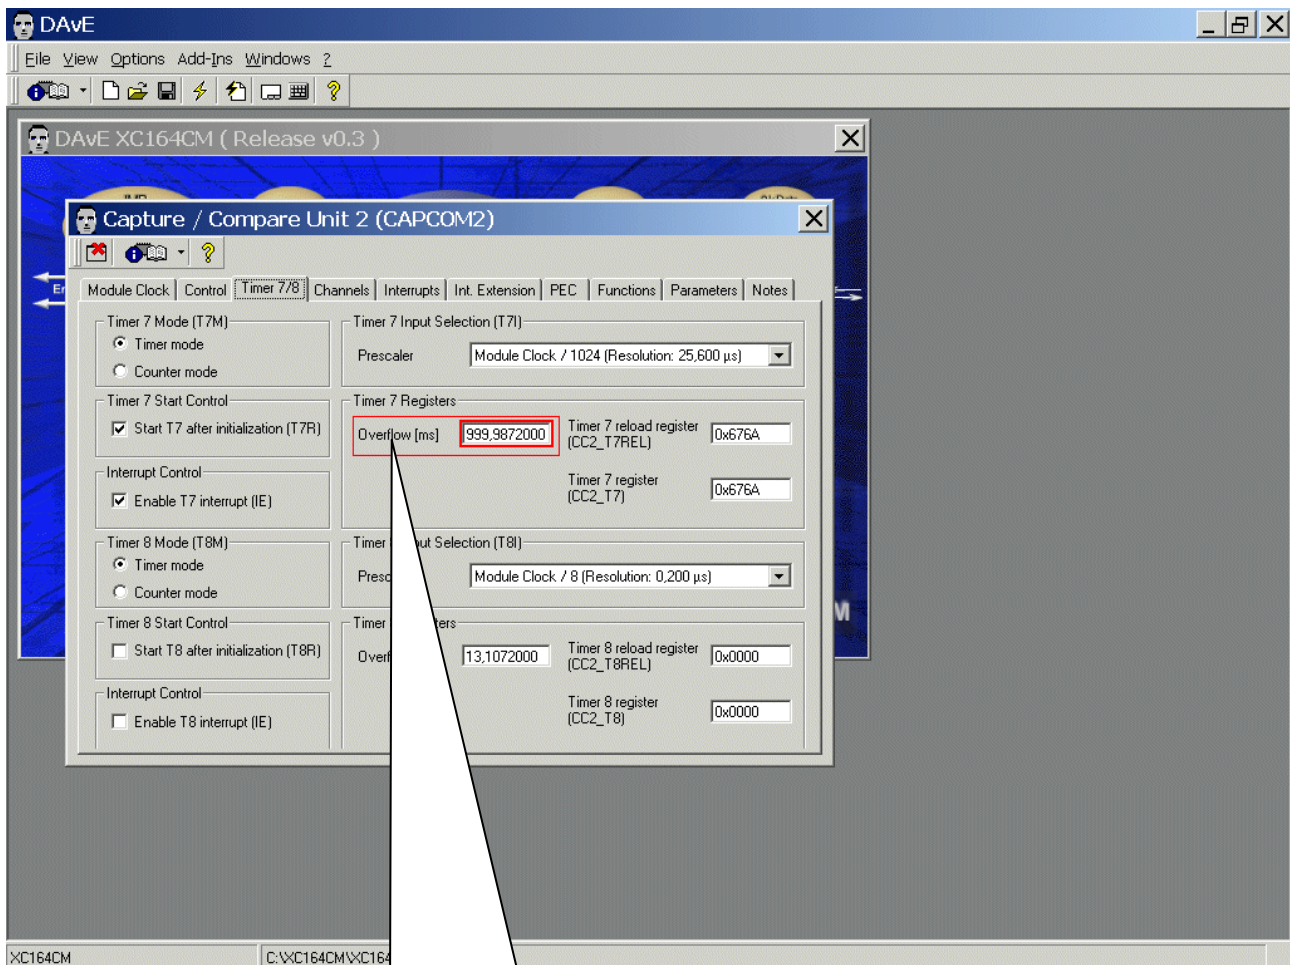 DAvE
File View Options Add-Ins Windows ?
DAvE XC164CM ( Release v0.3 )
Capture / Compare Unit 2 (CAPCOM2)
Module Clock Control Timer 7/8 Channels Interrupts Int. Extension PEC Functions Parameters Notes
Timer 7 Mode (T7M)
Timer mode
Counter mode
Timer 7 Input Selection (T7I)
Prescaler Module Clock / 1024 (Resolution: 25,600 µs)
Timer 7 Start Control
Start T7 after initialization (T7R)
Timer 7 Registers
Overflow [ms] 999,9872000
Timer 7 reload register
(CC2_T7REL) 0x676A
Interrupt Control
Enable T7 interrupt (IE)
Timer 7 register
(CC2_T7) 0x676A
Timer 8 Mode (T8M)
Timer mode
Counter mode
Timer Selection (T8I)
Module Clock / 8 (Resolution: 0,200 µs)
Timer 8 Start Control
Start T8 after initialization (T8R)
Timer
13,1072000
Timer 8 reload register
(CC2_T8REL) 0x0000
Interrupt Control
Enable T8 interrupt (IE)
Timer 8 register
(CC2_T8) 0x0000
M
XC164CM C:\XC164CM\XC164